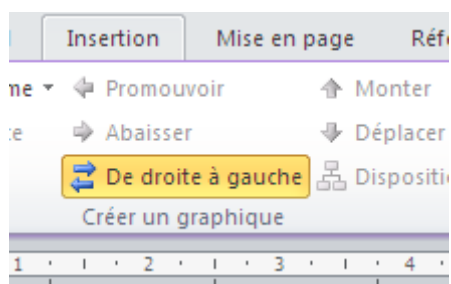 Insertion Mise en page
Promouvoir Monter
Abaisser Déplacer
De droite à gauche
Créer un graphique
1 2 3 4